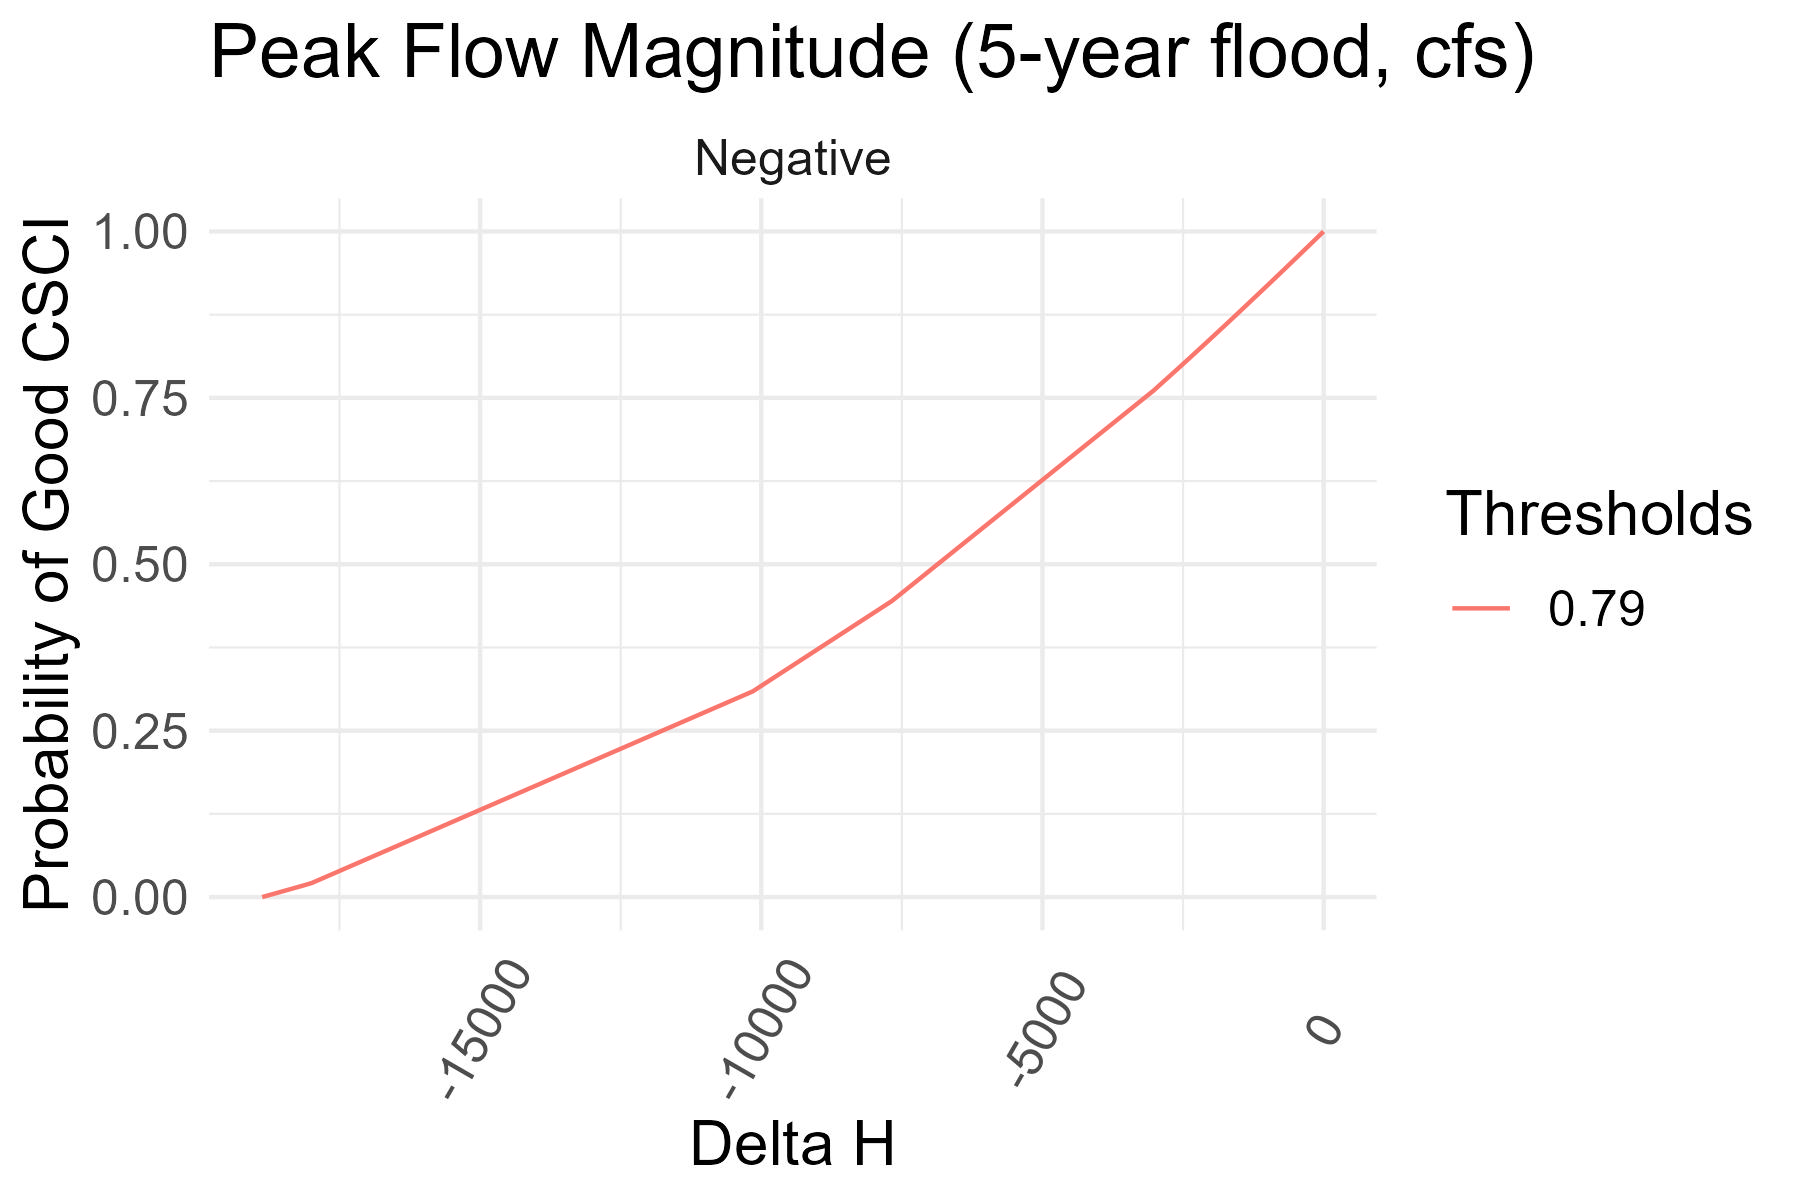 Peak Flow Magnitude (5-year flood, cfs)
Negative
Probability of Good CSCI
1.00
0.75
0.50
0.25
0.00
-15000
-10000
-5000
0
Delta H
Thresholds
0.79